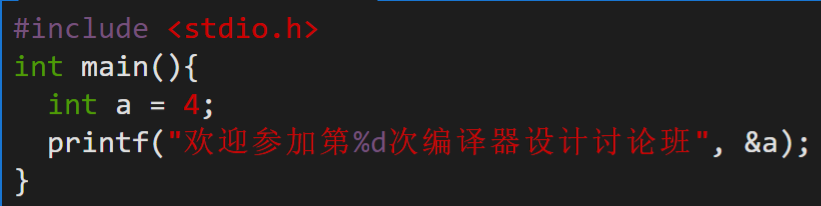 #include <stdio.h>
int main(){
  int a = 4;
  printf("欢迎参加第%d次编译器设计讨论班", &a);
}